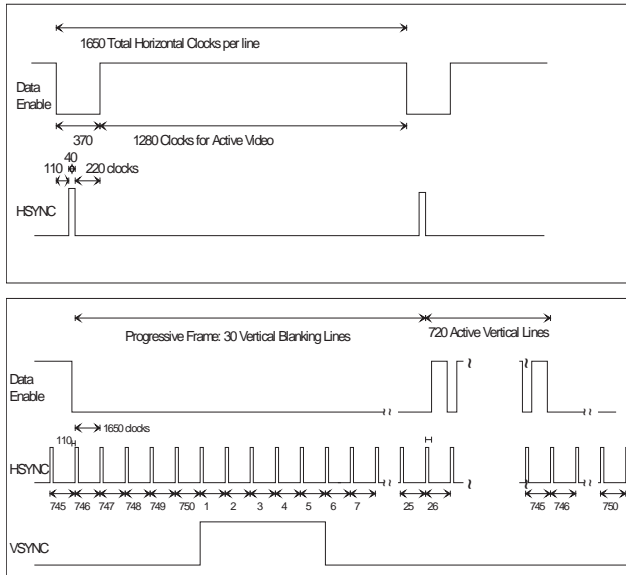 1650 Total Horizontal Clocks per line
Data
Enable
370
1280 Clocks for Active Video
40
110
220 clocks
HSYNC
Progressive Frame: 30 Vertical Blanking Lines
720 Active Vertical Lines
Data
Enable
1650 clocks
110
HSYNC
745 746 747 748 749 750 1 2 3 4 5 6 7 25 26 745 746 750
VSYNC